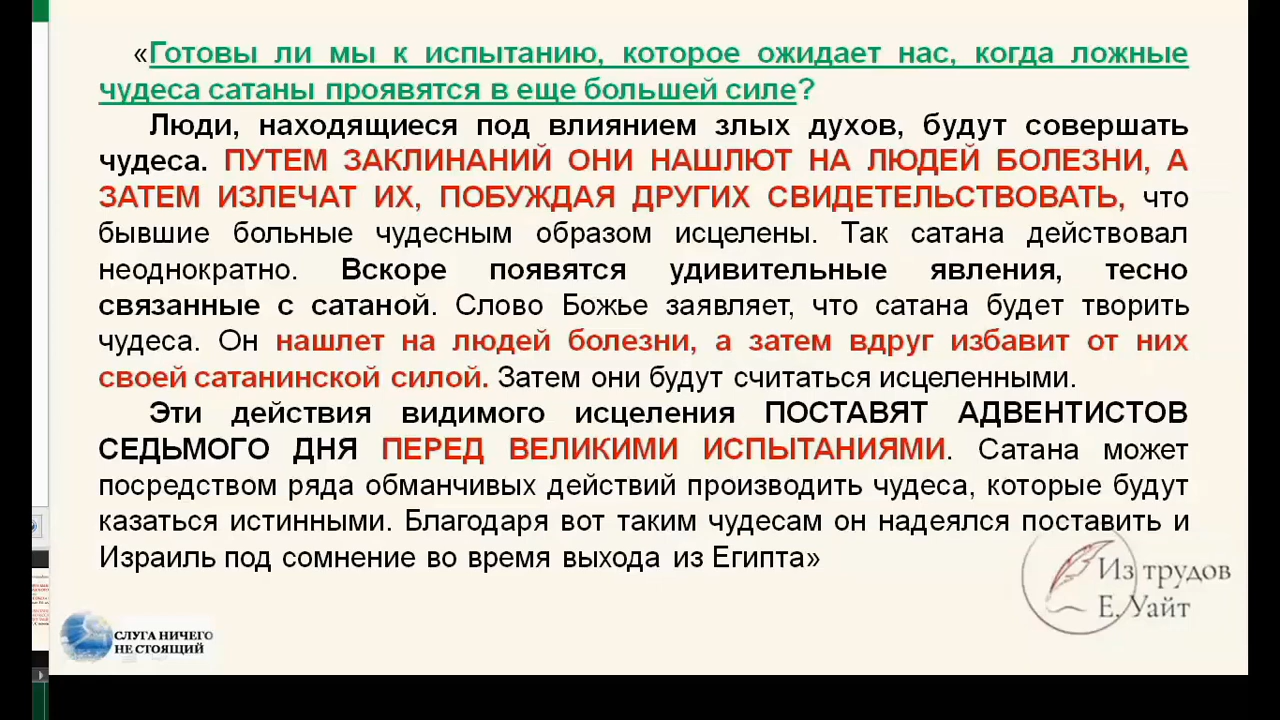 «Готовы ли мы к испытанию, которое ожидает нас, когда ложные
чудеса сатаны проявятся в еще большей силе?
Люди, находящиеся под влиянием злых духов, будут совершать
чудеса. ПУТЕМ ЗАКЛИНАНИЙ ОНИ НАШЛЮТ НА ЛЮДЕЙ БОЛЕЗНИ, А
ЗАТЕМ ИЗЛЕЧАТ ИХ, ПОБУЖДАЯ ДРУГИХ СВИДЕТЕЛЬСТВОВАТЬ, что
бывшие больные чудесным образом исцелены. Так сатана действовал
неоднократно. Вскоре появятся удивительные явления, тесно
связанные с сатаной. Слово Божье заявляет, что сатана будет творить
чудеса. Он нашлет на людей болезни, а затем вдруг избавит от них
своей сатанинской силой. Затем они будут считаться исцеленными.
Эти действия видимого исцеления ПОСТАВЯТ АДВЕНТИСТОВ
СЕДЬМОГО ДНЯ ПЕРЕД ВЕЛИКИМИ ИСПЫТАНИЯМИ. Сатана может
посредством ряда обманчивых действий производить чудеса, которые будут
казаться истинными. Благодаря вот таким чудесам он надеялся поставить и
Израиль под сомнение во время выхода из Египта»
Из трудов
Е. Уайт
СЛУГА НИЧЕГО
НЕ СТОЯЩИЙ